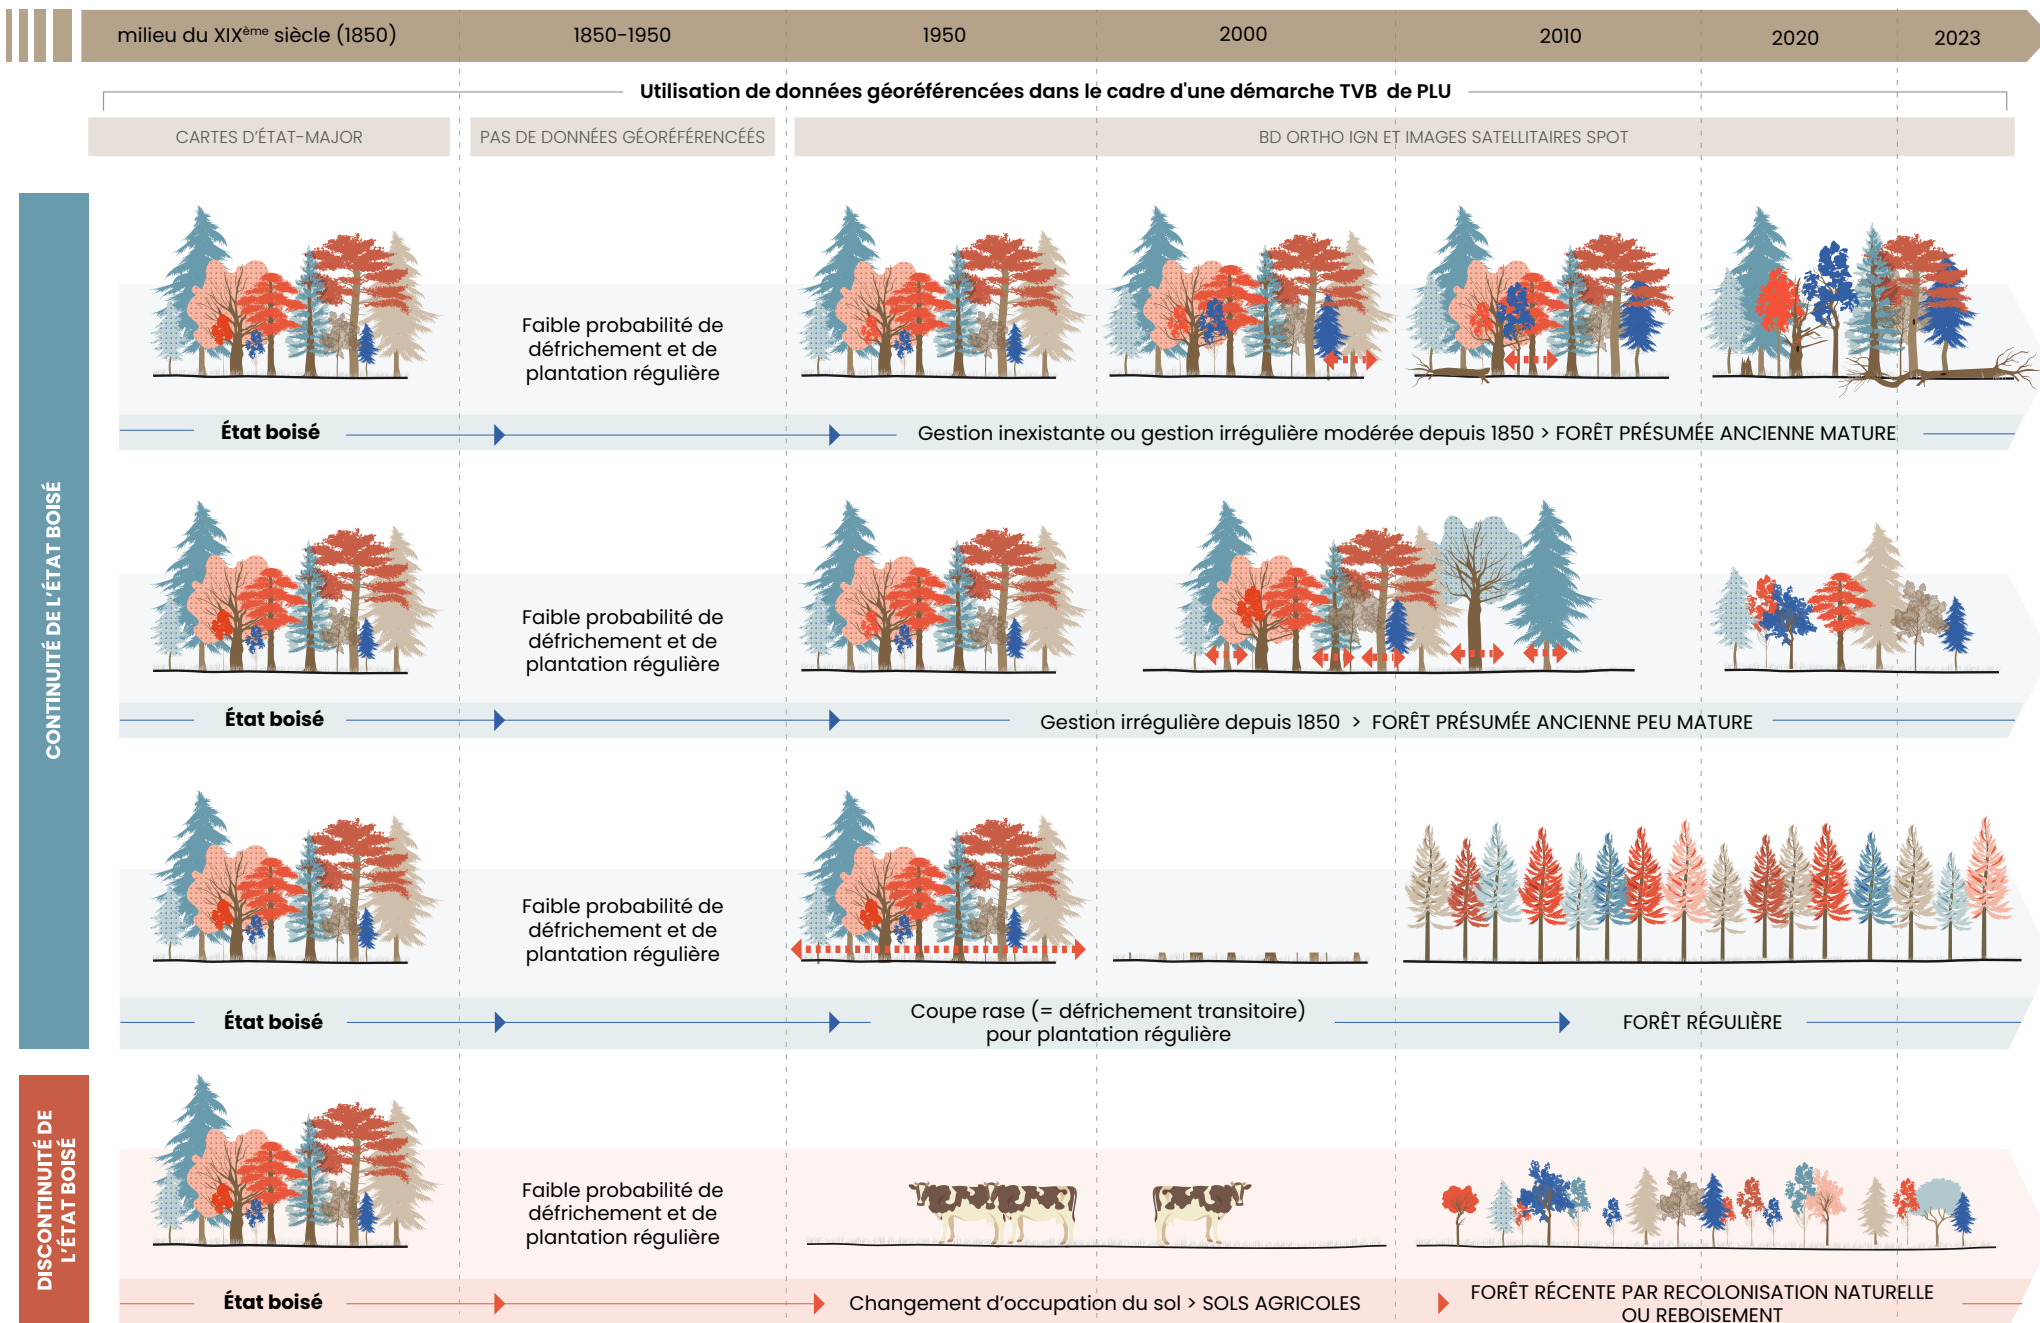 milieu du XIXème siècle (1850)
1850-1950
1950
2000
2010
2020
2023
Utilisation de données géoréférencées dans le cadre d'une démarche TVB de PLU
CARTES D'ÉTAT-MAJOR
PAS DE DONNÉES GÉORÉFÉRENCÉÉS
BD ORTHO IGN ET IMAGES SATELLITAIRES SPOT
CONTINUITÉ DE L'ÉTAT BOISÉ
Faible probabilité de
défrichement et de
plantation régulière
État boisé
Gestion inexistante ou gestion irrégulière modérée depuis 1850 > FORÊT PRÉSUMÉE ANCIENNE MATURE
Faible probabilité de
défrichement et de
plantation régulière
État boisé
Gestion irrégulière depuis 1850 > FORÊT PRÉSUMÉE ANCIENNE PEU MATURE
Faible probabilité de
défrichement et de
plantation régulière
État boisé
Coupe rase (= défrichement transitoire)
pour plantation régulière
FORÊT RÉGULIÈRE
DISCONTINUITÉ DE
L'ÉTAT BOISÉ
Faible probabilité de
défrichement et de
plantation régulière
État boisé
Changement d'occupation du sol > SOLS AGRICOLES
FORÊT RÉCENTE PAR RECOLONISATION NATURELLE
OU REBOISEMENT